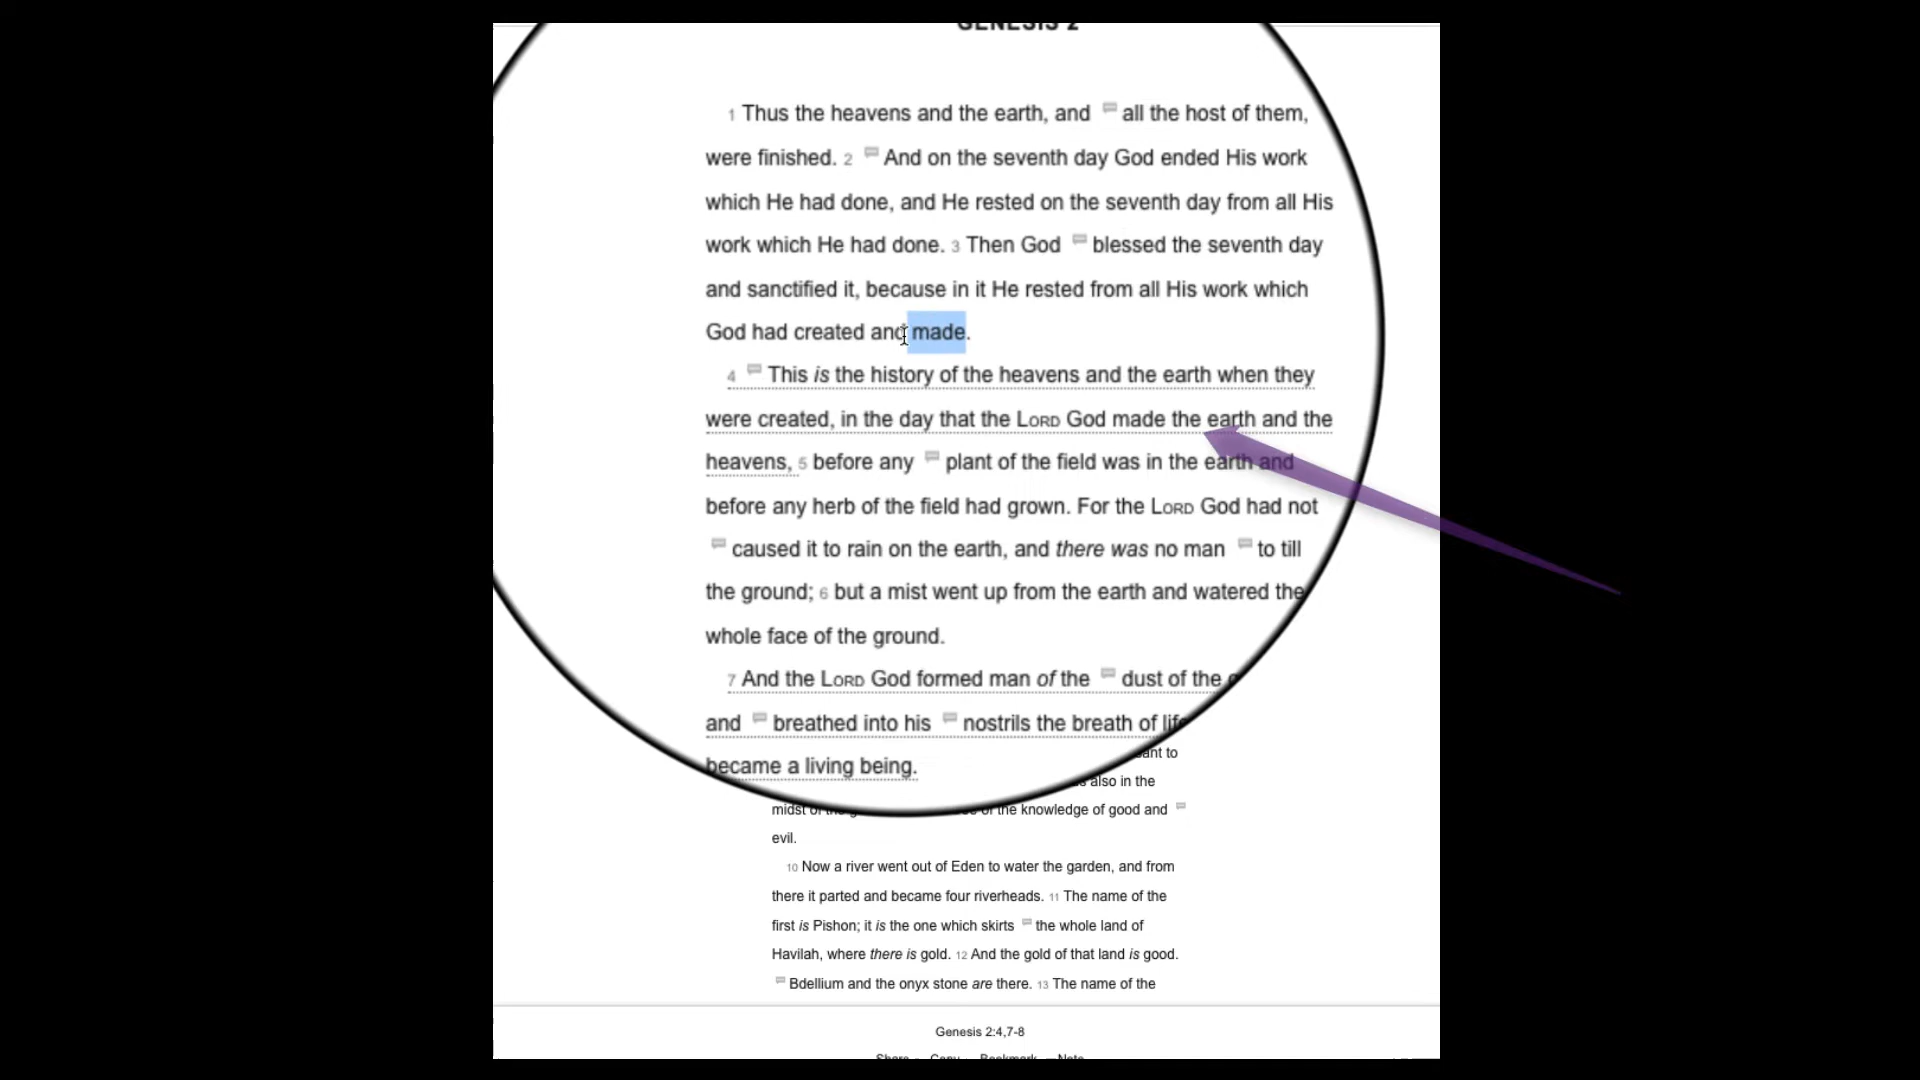 GENESIS 2
1 Thus the heavens and the earth, and all the host of them,
were finished. 2 And on the seventh day God ended His work
which He had done, and He rested on the seventh day from all His
work which He had done. 3 Then God blessed the seventh day
and sanctified it, because in it He rested from all His work which
God had created and made.
4 This is the history of the heavens and the earth when they
were created, in the day that the LORD God made the earth and the
heavens, 5 before any plant of the field was in the earth and
before any herb of the field had grown. For the LORD God had not
caused it to rain on the earth, and there was no man to till
the ground; 6 but a mist went up from the earth and watered the
whole face of the ground.
7 And the LORD God formed man of the dust of the
and breathed into his nostrils the breath of life
became a living being.
to
also in the
midst of the knowledge of good and
evil.
10 Now a river went out of Eden to water the garden, and from
there it parted and became four riverheads. 11 The name of the
first is Pishon; it is the one which skirts the whole land of
Havilah, where there is gold. 12 And the gold of that land is good.
Bdellium and the onyx stone are there. 13 The name of the
Genesis 2:4,7-8
Share Copy Bookmark Note